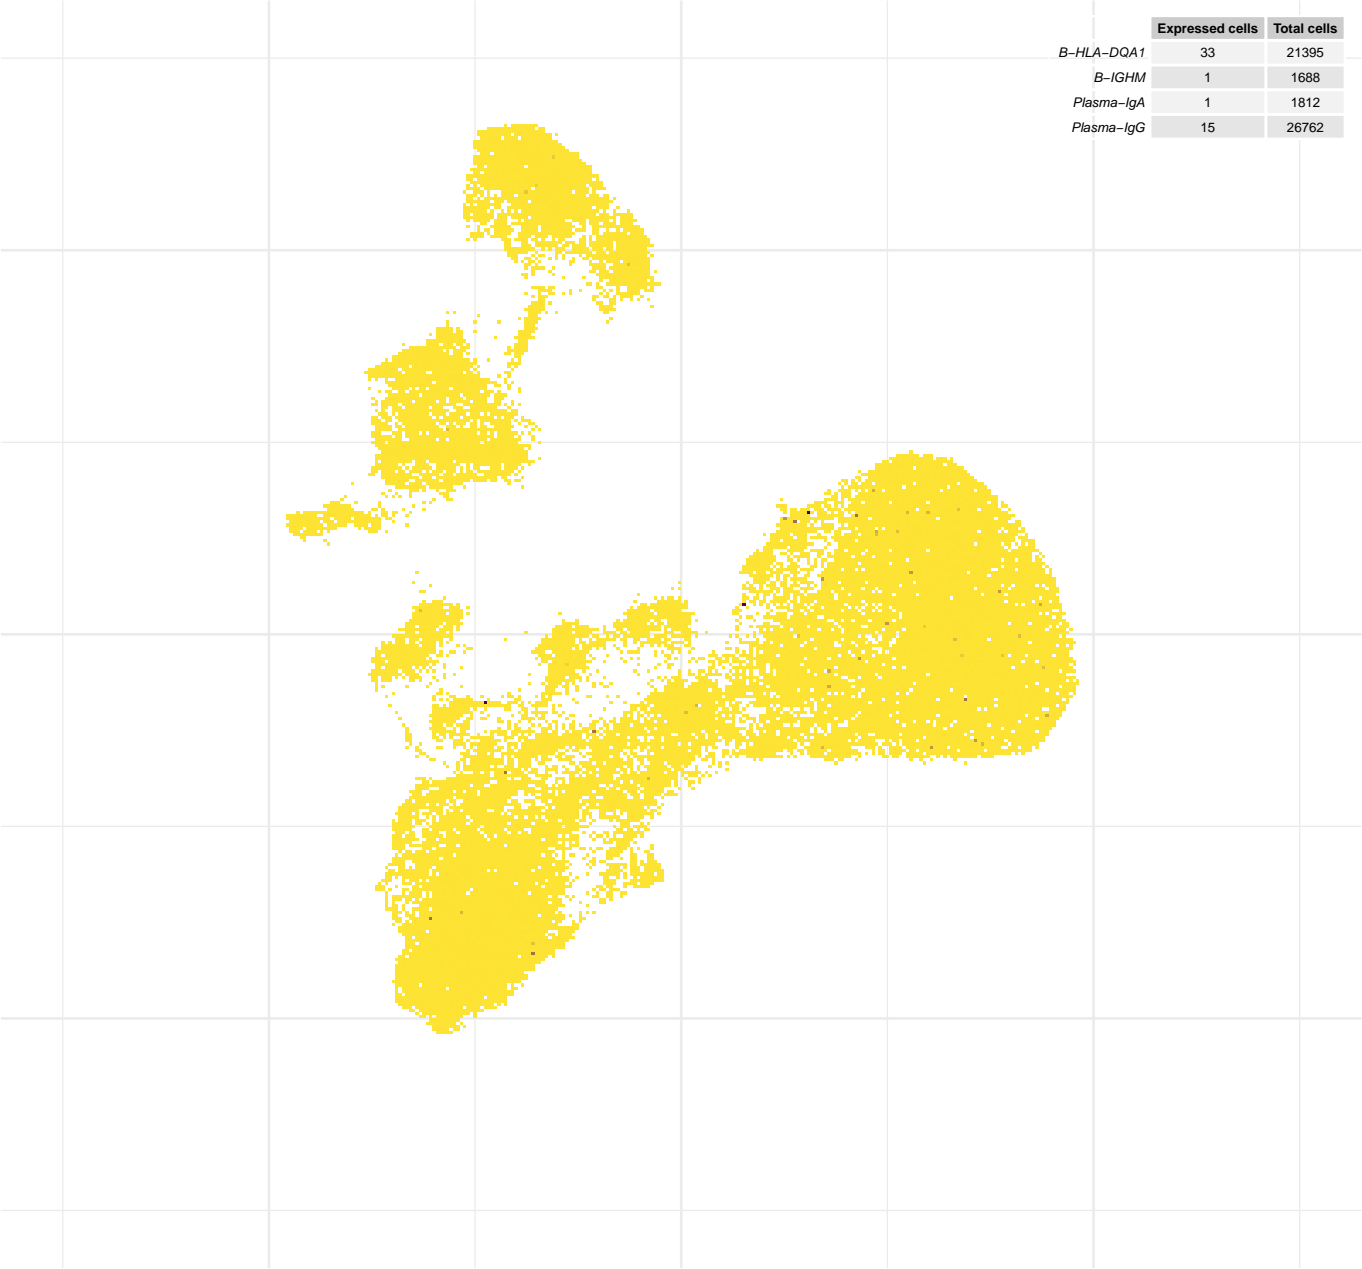 Expressed cells Total cells
B−HLA−DQA1 33 21395
B−IGHM 1 1688
Plasma−IgA 1 1812
Plasma−IgG 15 26762